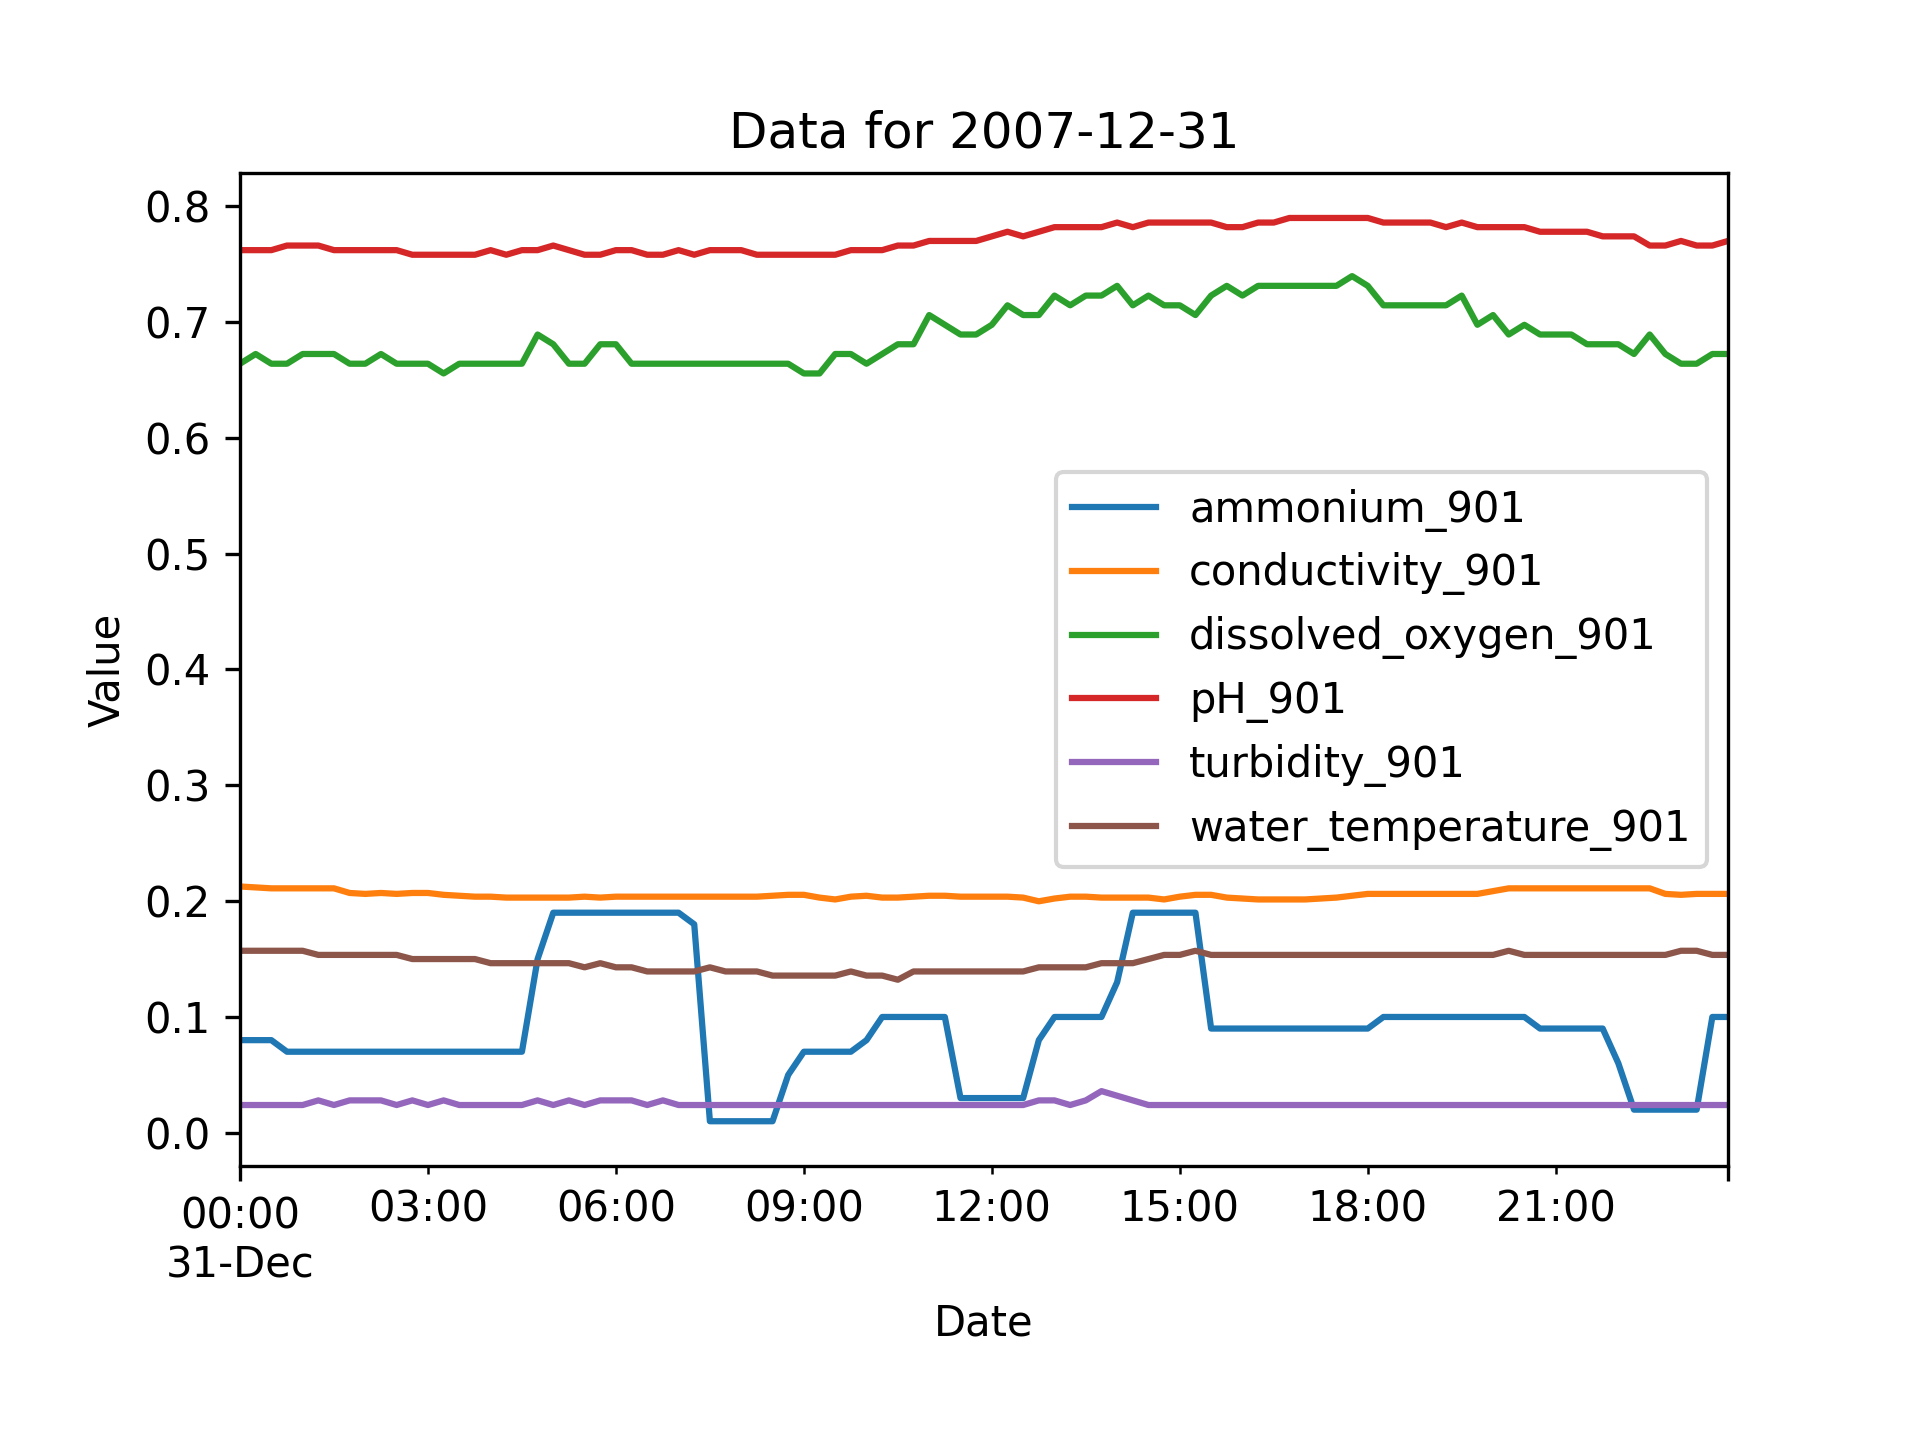 Data for 2007-12-31
0.8
0.7
0.6
0.5
0.4
0.3
0.2
0.1
0.0
Value
ammonium_901
conductivity_901
dissolved_oxygen_901
pH_901
turbidity_901
water_temperature_901
00:00 03:00 06:00 09:00 12:00 15:00 18:00 21:00
31-Dec
Date